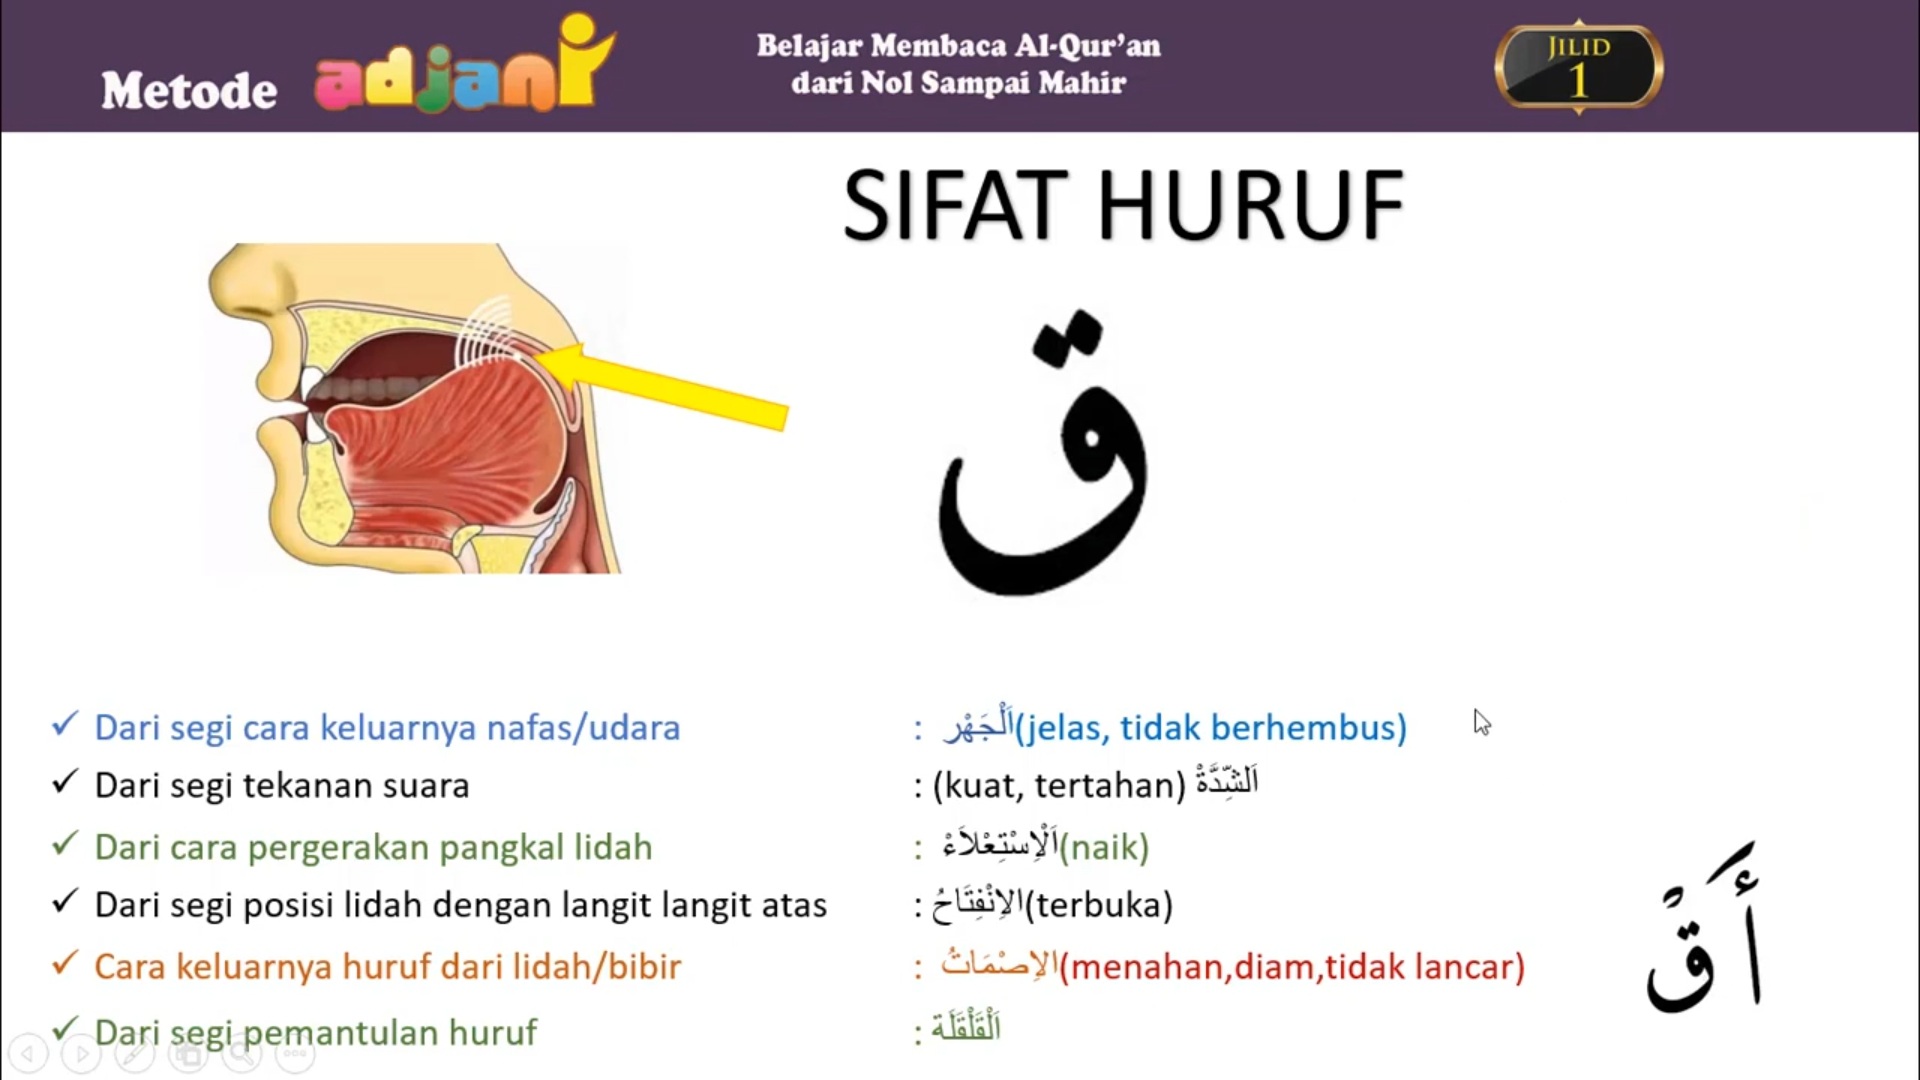 Metode adjani
Belajar Membaca Al-Qur'an
dari Nol Sampai Mahir
JILID
1
SIFAT HURUF
ق
✓ Dari segi cara keluarnya nafas/udara : اَلْجَهْر(jelas, tidak berhembus)
✓ Dari segi tekanan suara : (kuat, tertahan) اَلشِّدَّةْ
✓ Dari cara pergerakan pangkal lidah : اَلْاِسْتِعْلَاَءْ(naik)
✓ Dari segi posisi lidah dengan langit langit atas : الاِنْفِتَاحُ(terbuka)
✓ Cara keluarnya huruf dari lidah/bibir : الاِصْمَاتُ(menahan,diam,tidak lancar)
✓ Dari segi pemantulan huruf : اَلْقَلْقَلَة
أَقْ